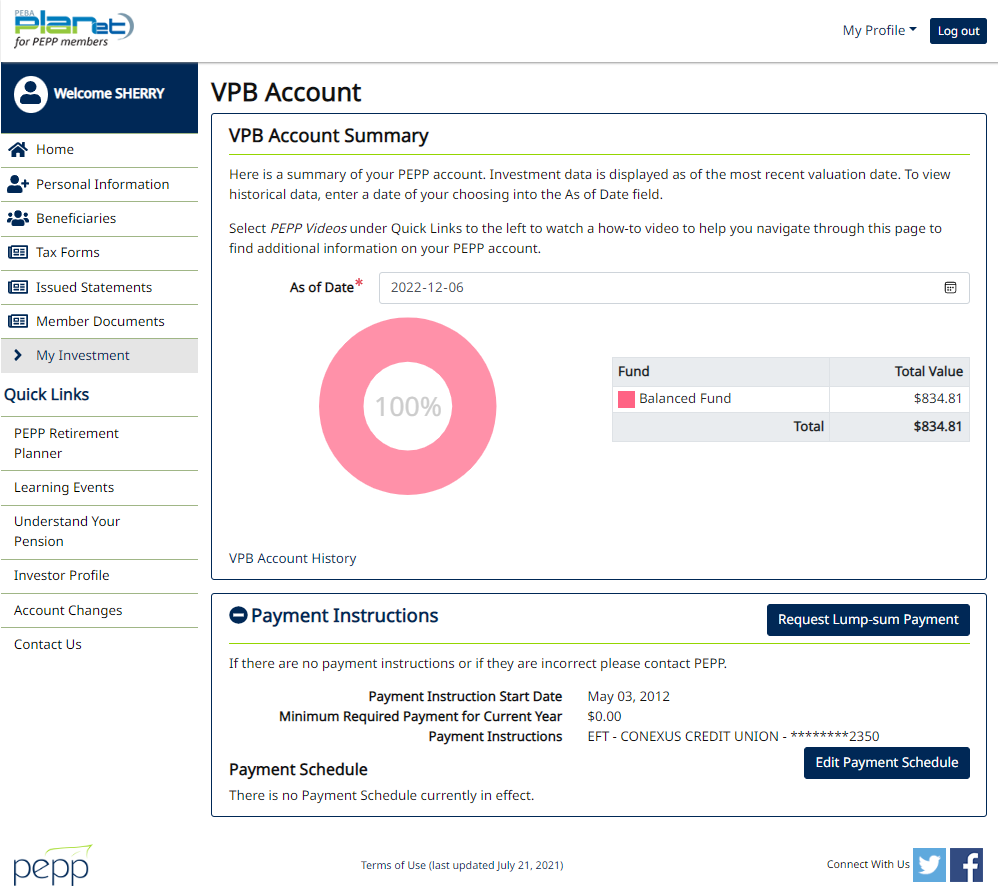 PEBA
planet
for PEPP members
My Profile
Log out
Welcome SHERRY
Home
Personal Information
Beneficiaries
Tax Forms
Issued Statements
Member Documents
My Investment
Quick Links
PEPP Retirement
Planner
Learning Events
Understand Your
Pension
Investor Profile
Account Changes
Contact Us
VPB Account
VPB Account Summary
Here is a summary of your PEPP account. Investment data is displayed as of the most recent valuation date. To view
historical data, enter a date of your choosing into the As of Date field.
Select PEPP Videos under Quick Links to the left to watch a how-to video to help you navigate through this page to
find additional information on your PEPP account.
As of Date* 2022-12-06
100%
Fund Total Value
Balanced Fund $834.81
Total $834.81
VPB Account History
Payment Instructions
Request Lump-sum Payment
If there are no payment instructions or if they are incorrect please contact PEPP.
Payment Instruction Start Date May 03, 2012
Minimum Required Payment for Current Year $0.00
Payment Instructions EFT - CONEXUS CREDIT UNION - ********2350
Edit Payment Schedule
Payment Schedule
There is no Payment Schedule currently in effect.
pepp
Terms of Use (last updated July 21, 2021)
Connect With Us